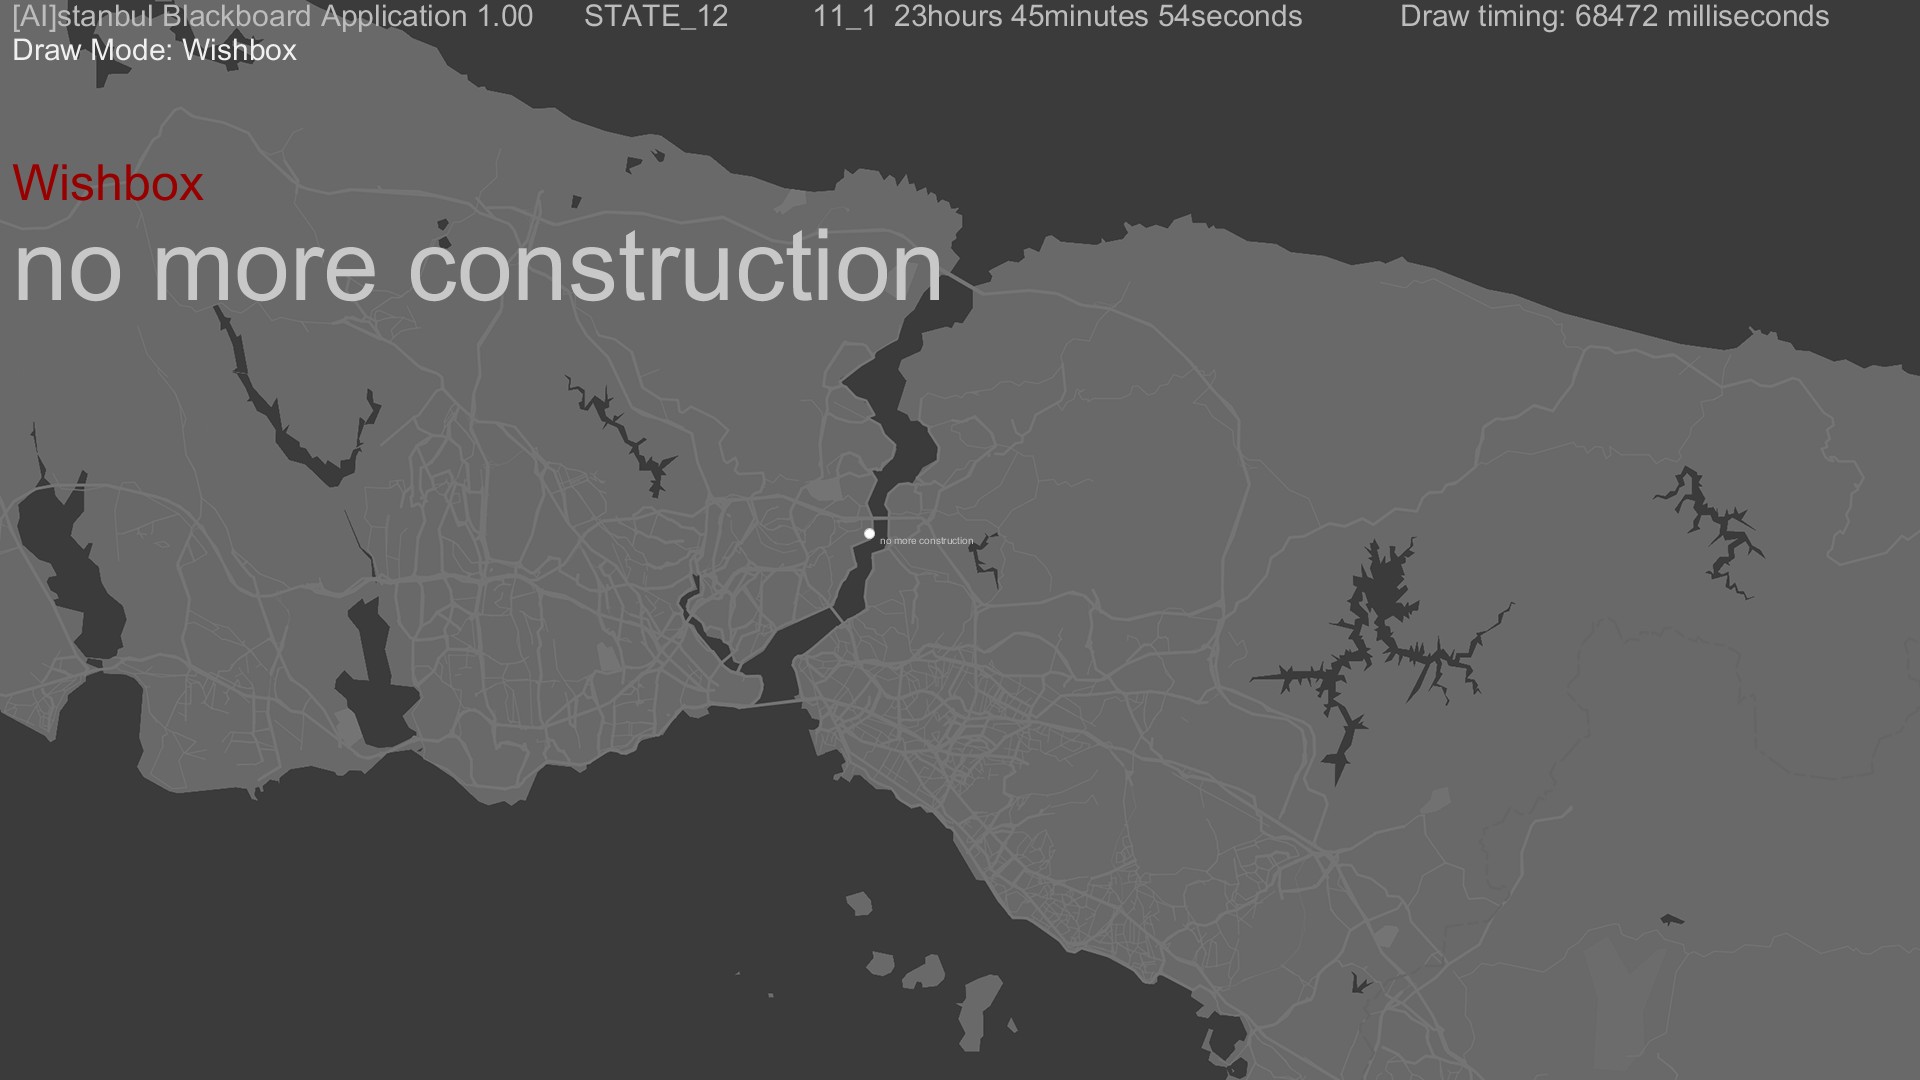 [AI]stanbul Blackboard Application 1.00 STATE_12 11_1 23hours 45minutes 54seconds Draw timing: 68472 milliseconds
Draw Mode: Wishbox
Wishbox
no more construction
no more construction